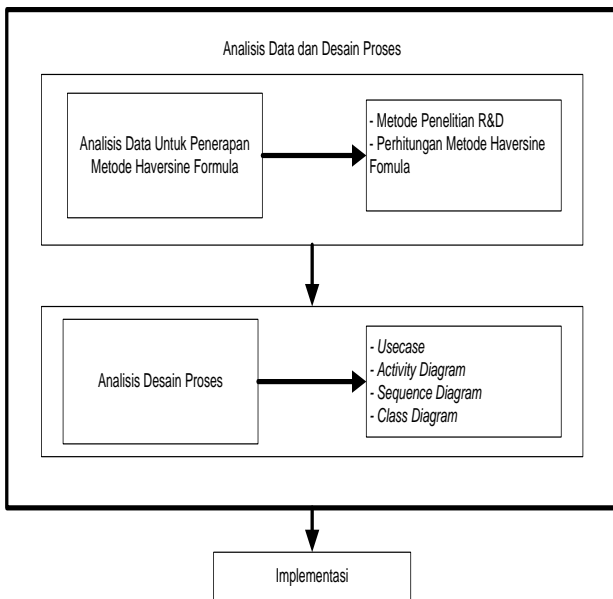 Analisis Data dan Desain Proses
Analisis Data Untuk Penerapan
Metode Haversine Formula
- Metode Penelitian R&D
- Perhitungan Metode Haversine
Fomula
Analisis Desain Proses
- Usecase
- Activity Diagram
- Sequence Diagram
- Class Diagram
Implementasi